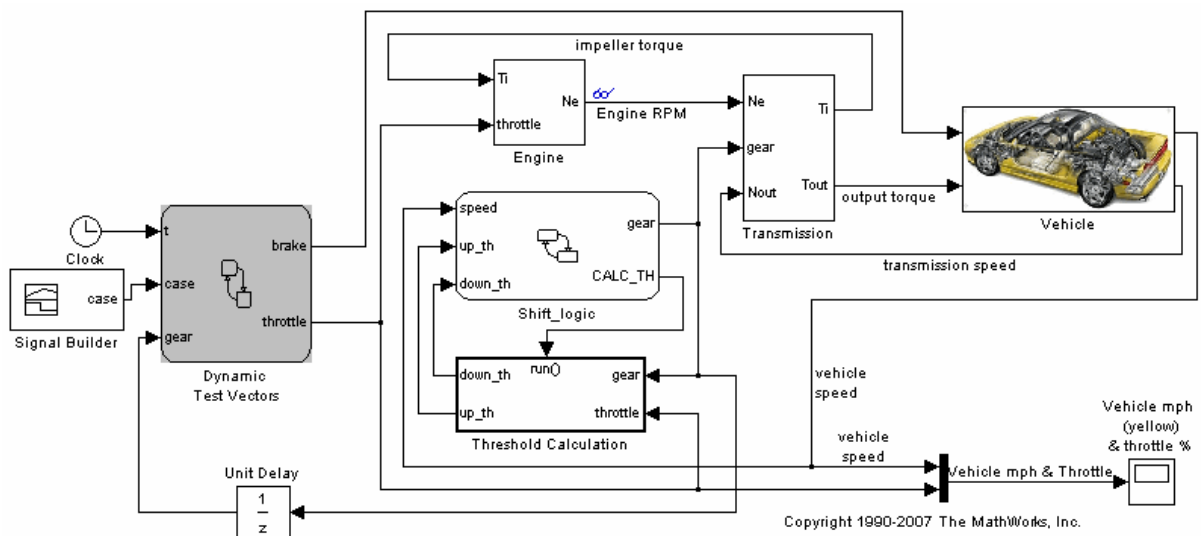 impeller torque
Ti
Ne
throttle
Engine RPM
Engine
Ne
Ti
gear
Nout
Tout
Transmission
output torque
Vehicle
transmission speed
Clock
t
brake
case
case
gear
throttle
Signal Builder
Dynamic
Test Vectors
speed
gear
up_th
CALC_TH
down_th
Shift_logic
run()
down_th
gear
up_th
throttle
Threshold Calculation
vehicle
speed
vehicle
speed
Vehicle mph
(yellow)
& throttle %
Vehicle mph & Throttle
Unit Delay
1
z
Copyright 1990-2007 The MathWorks, Inc.